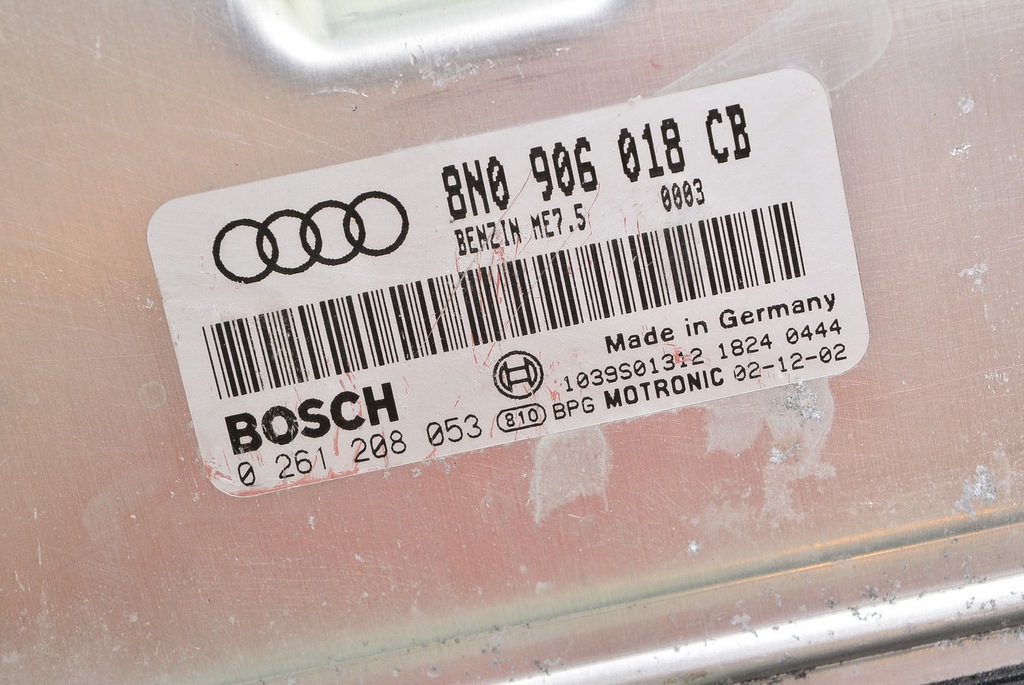 8N0 906 018 CB
BENZIN ME7.5 0003
Made in Germany
BOSCH 1039S01312 1824 0444
0 261 208 053 810 BPG MOTRONIC 02-12-02